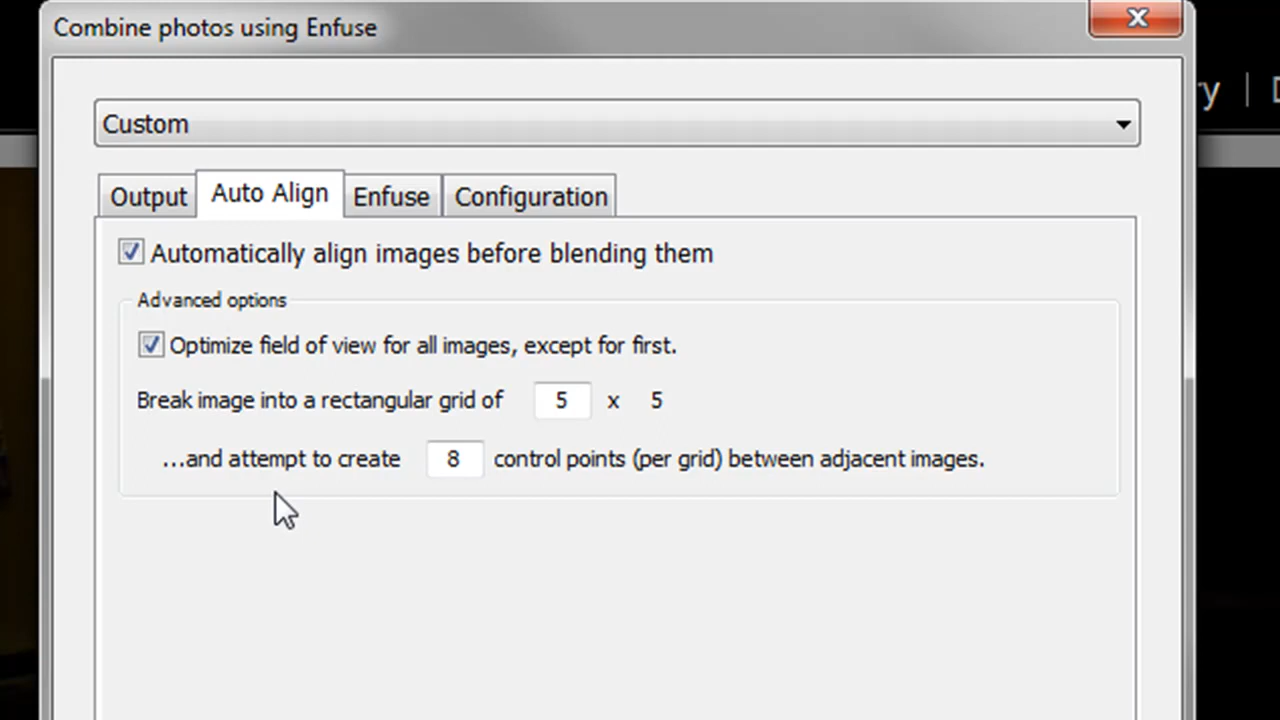 Combine photos using Enfuse
ry | D
Custom
Output Auto Align Enfuse Configuration
Automatically align images before blending them
Advanced options
Optimize field of view for all images, except for first.
Break image into a rectangular grid of 5 x 5
...and attempt to create 8 control points (per grid) between adjacent images.